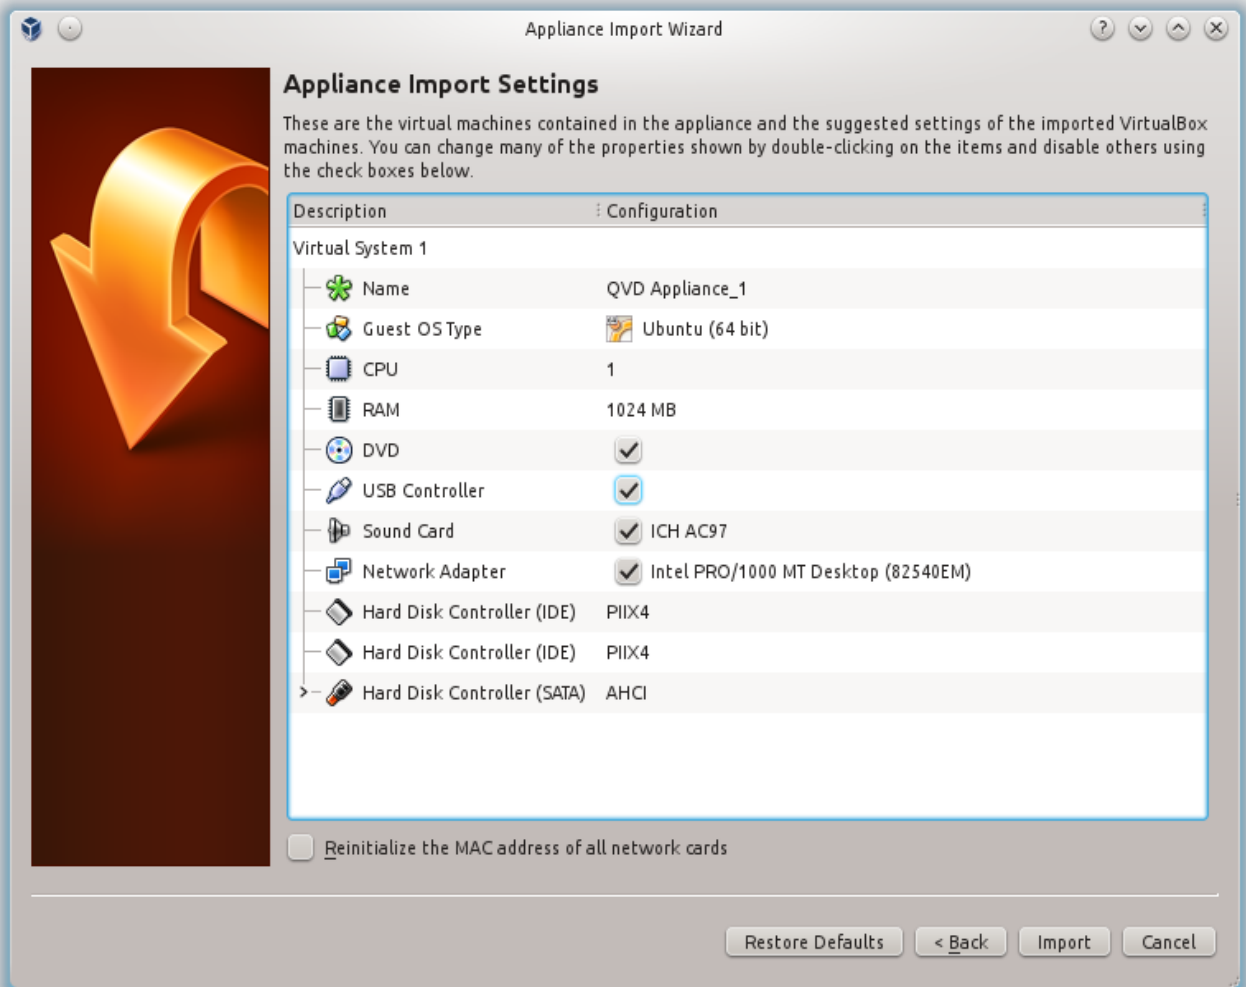 Appliance Import Wizard
Appliance Import Settings
These are the virtual machines contained in the appliance and the suggested settings of the imported VirtualBox
machines. You can change many of the properties shown by double-clicking on the items and disable others using
the check boxes below.
Description Configuration
Virtual System 1
Name QVD Appliance_1
Guest OS Type Ubuntu (64 bit)
CPU 1
RAM 1024 MB
DVD
USB Controller
Sound Card ICH AC97
Network Adapter Intel PRO/1000 MT Desktop (82540EM)
Hard Disk Controller (IDE) PIIX4
Hard Disk Controller (IDE) PIIX4
Hard Disk Controller (SATA) AHCI
Reinitialize the MAC address of all network cards
Restore Defaults < Back Import Cancel